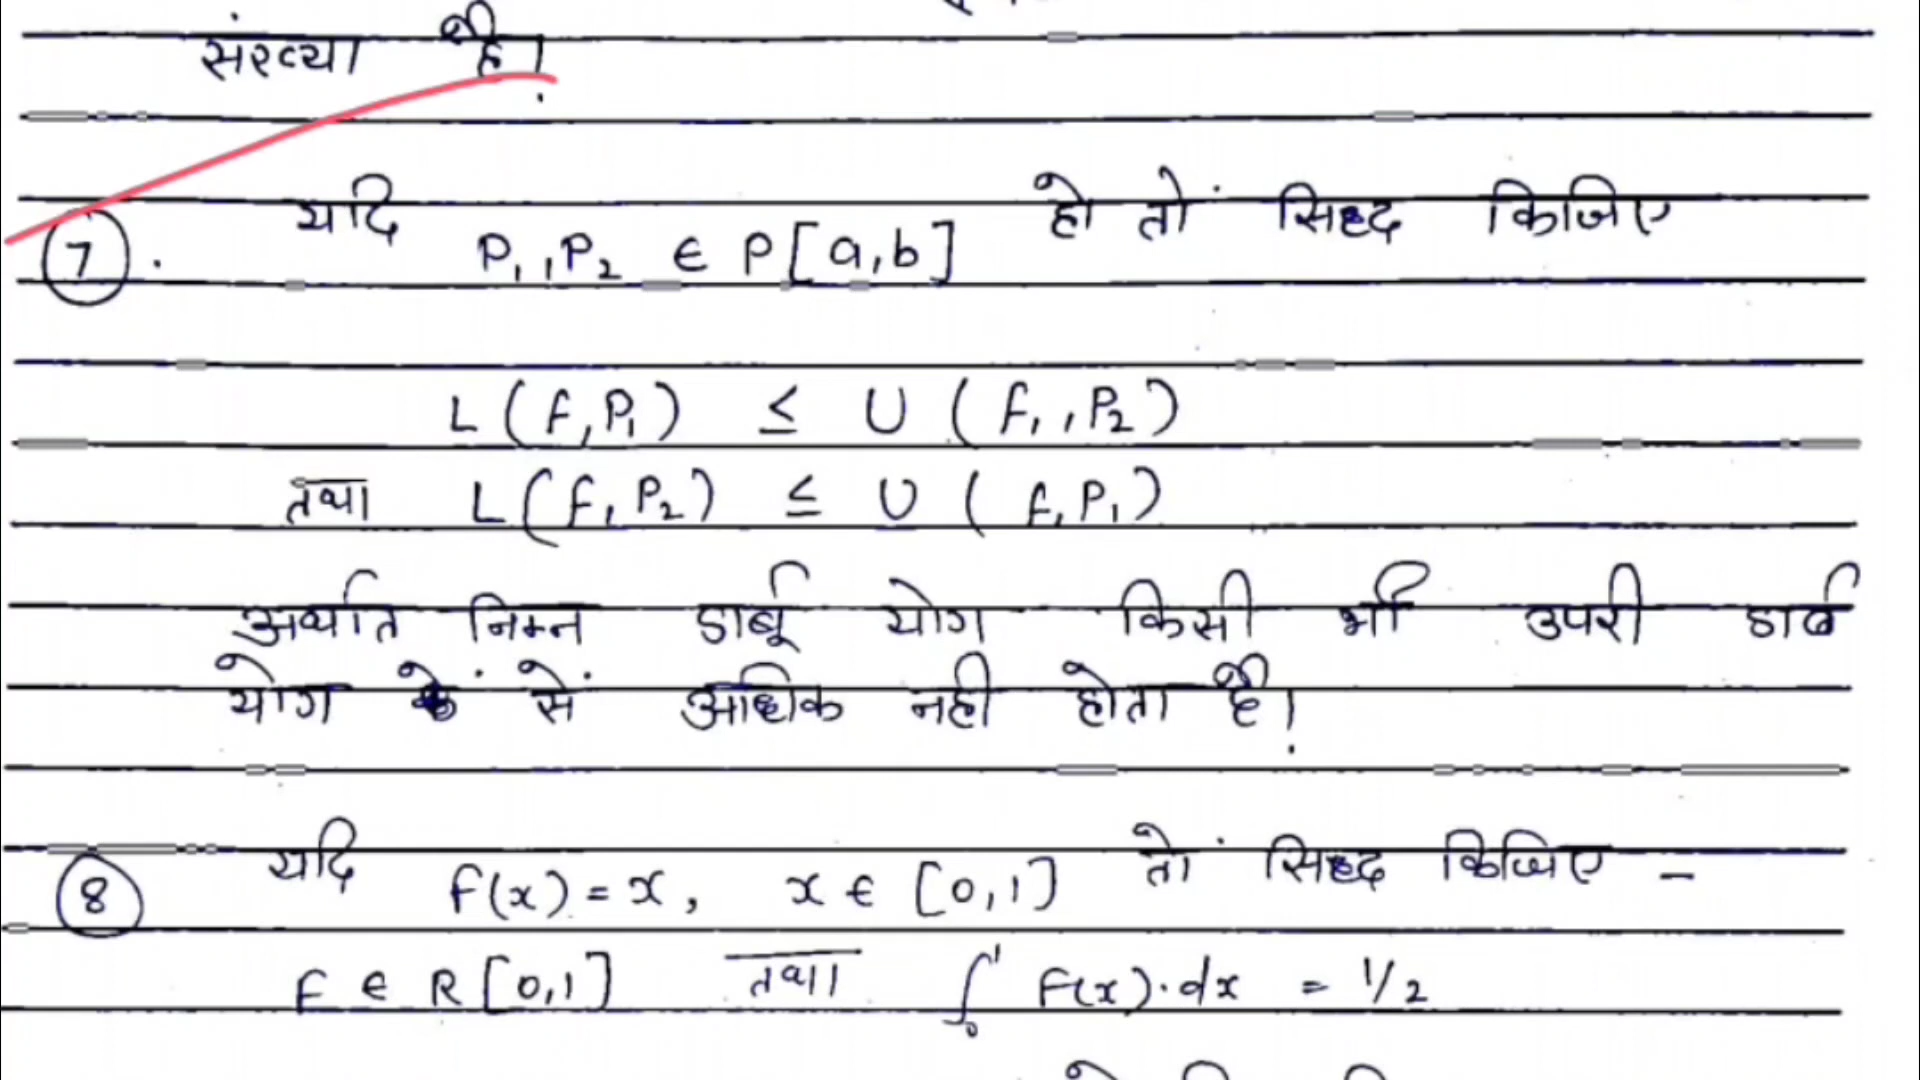 संख्या है।
7. यदि P₁, P₂ ∈ P[a,b] हो तों सिध्द किजिए
L(f,P₁) ≤ U(f₁,P₂)
तथा L(f,P₂) ≤ U(f,P₁)
अर्थात निम्न डार्बू योग किसी भी उपरी डार्ब
योग के सें अधिक नही होता है।
8 यदि f(x)=x, x∈[0,1] तों सिध्द किजिए –
f ∈ R[0,1] तथा ∫₀¹ f(x).dx = 1/2